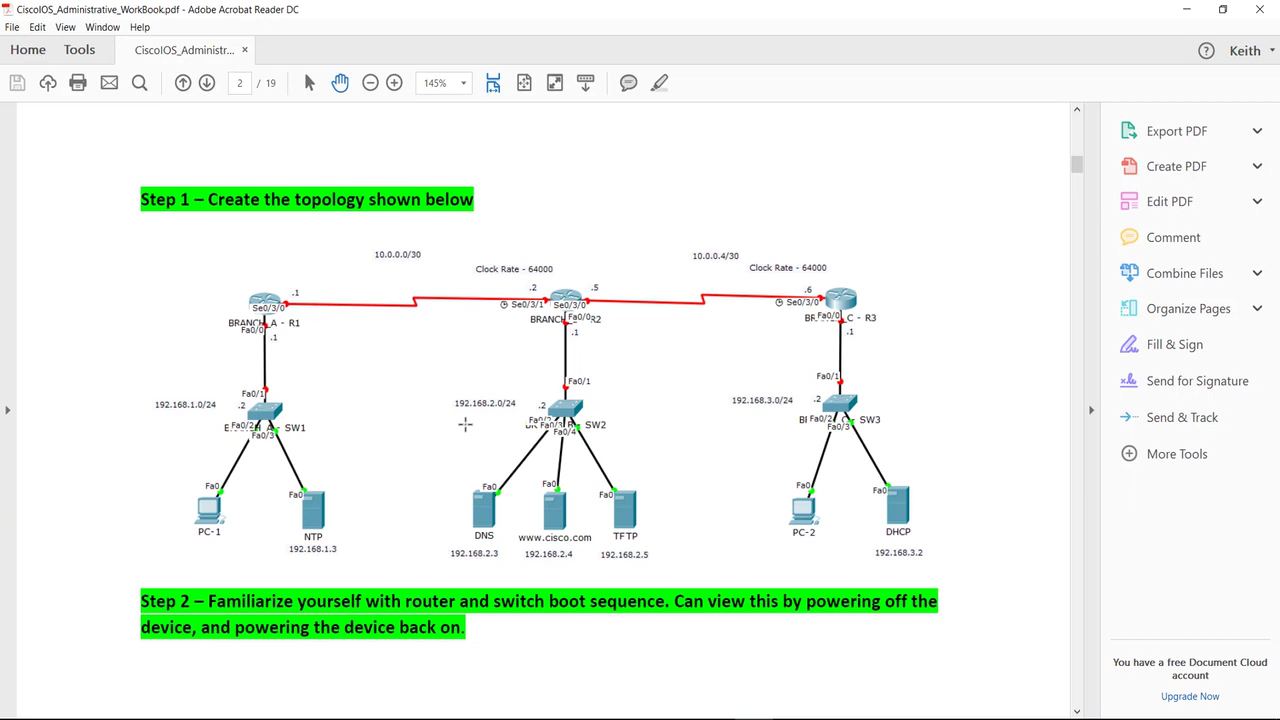 CiscoIOS_Administrative_WorkBook.pdf - Adobe Acrobat Reader DC
File Edit View Window Help
Home Tools CiscoIOS_Administr... ×
Keith
2 / 19 145%
Export PDF
Create PDF
Edit PDF
Comment
Combine Files
Organize Pages
Fill & Sign
Send for Signature
Send & Track
More Tools
You have a free Document Cloud
account
Upgrade Now
Step 1 – Create the topology shown below
10.0.0.0/30 10.0.0.4/30
Clock Rate - 64000 Clock Rate - 64000
.1 .2 .5 .6
Se0/3/0 Se0/3/1 Se0/3/0 Se0/3/0
Fa0/0 Fa0/0
- R1 R2 C - R3
Fa0/0
.1 .1 .1
Fa0/1 Fa0/1 Fa0/1
192.168.1.0/24 .2 192.168.2.0/24 .2 192.168.3.0/24 .2
Fa0/2 SW1 SW2 Fa0/2 SW3
Fa0/3 Fa0/4 Fa0/3
Fa0 Fa0 Fa0 Fa0 Fa0 Fa0 Fa0
PC-1 NTP DNS www.cisco.com TFTP PC-2 DHCP
192.168.1.3 192.168.2.3 192.168.2.4 192.168.2.5 192.168.3.2
Step 2 – Familiarize yourself with router and switch boot sequence. Can view this by powering off the
device, and powering the device back on.